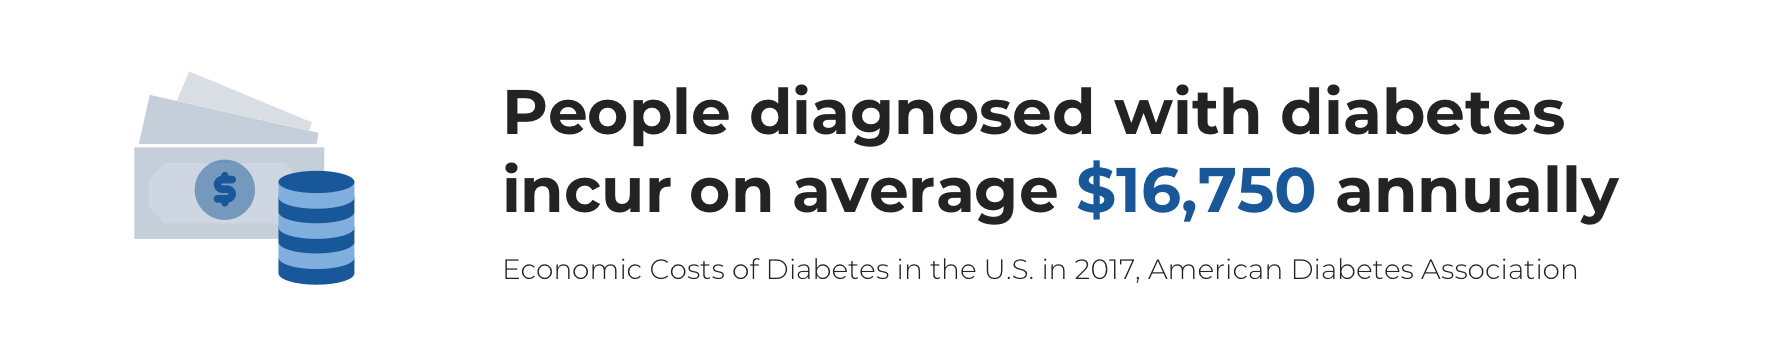 People diagnosed with diabetes
incur on average $16,750 annually
Economic Costs of Diabetes in the U.S. in 2017, American Diabetes Association
$